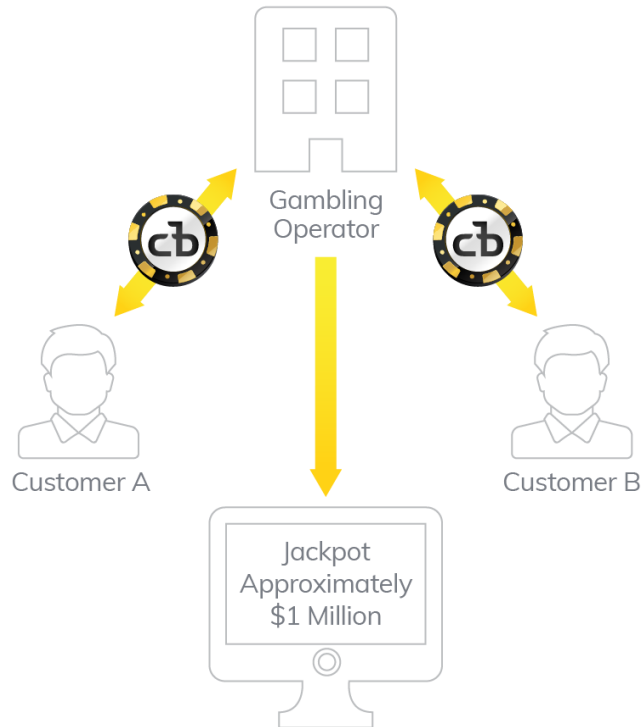 Gambling
Operator
cb
cb
Customer A
Customer B
Jackpot
Approximately
$1 Million